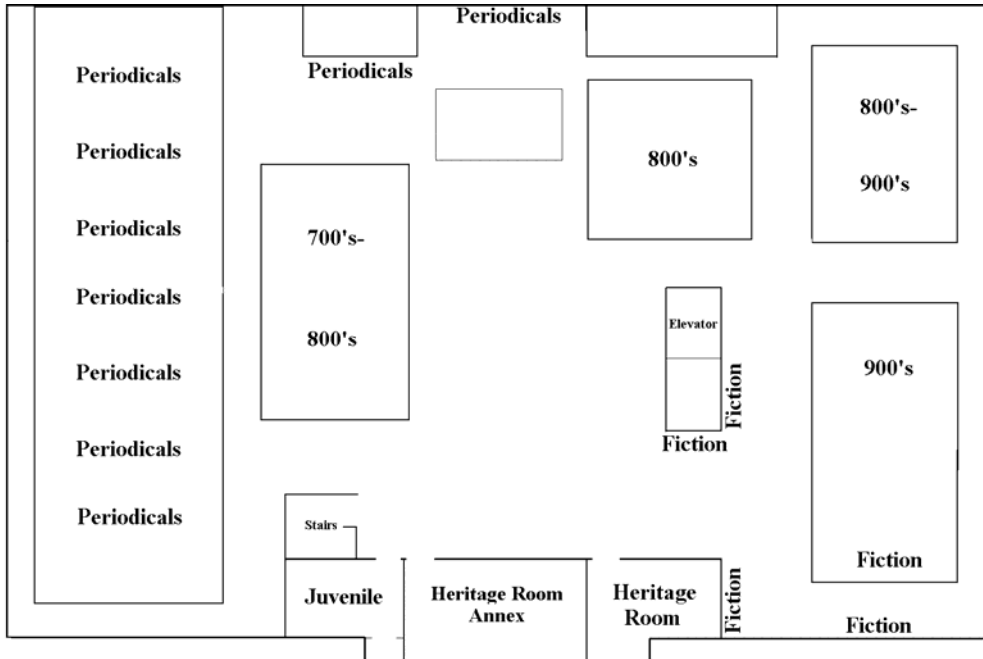 Periodicals
Periodicals
Periodicals
800's-
Periodicals
800's
900's
Periodicals
700's-
Periodicals
Elevator
800's
900's
Periodicals
Fiction
Fiction
Periodicals
Periodicals
Stairs
Fiction
Juvenile
Heritage Room
Annex
Heritage
Room
Fiction
Fiction